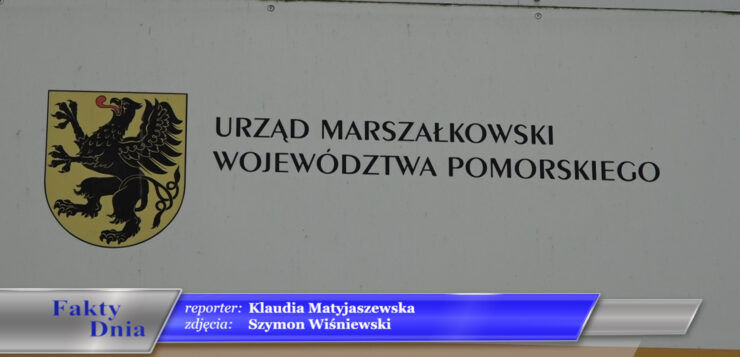 URZĄD MARSZAŁKOWSKI
WOJEWÓDZTWA POMORSKIEGO
Fakty
Dnia
reporter: Klaudia Matyjaszewska
zdjęcia: Szymon Wiśniewski